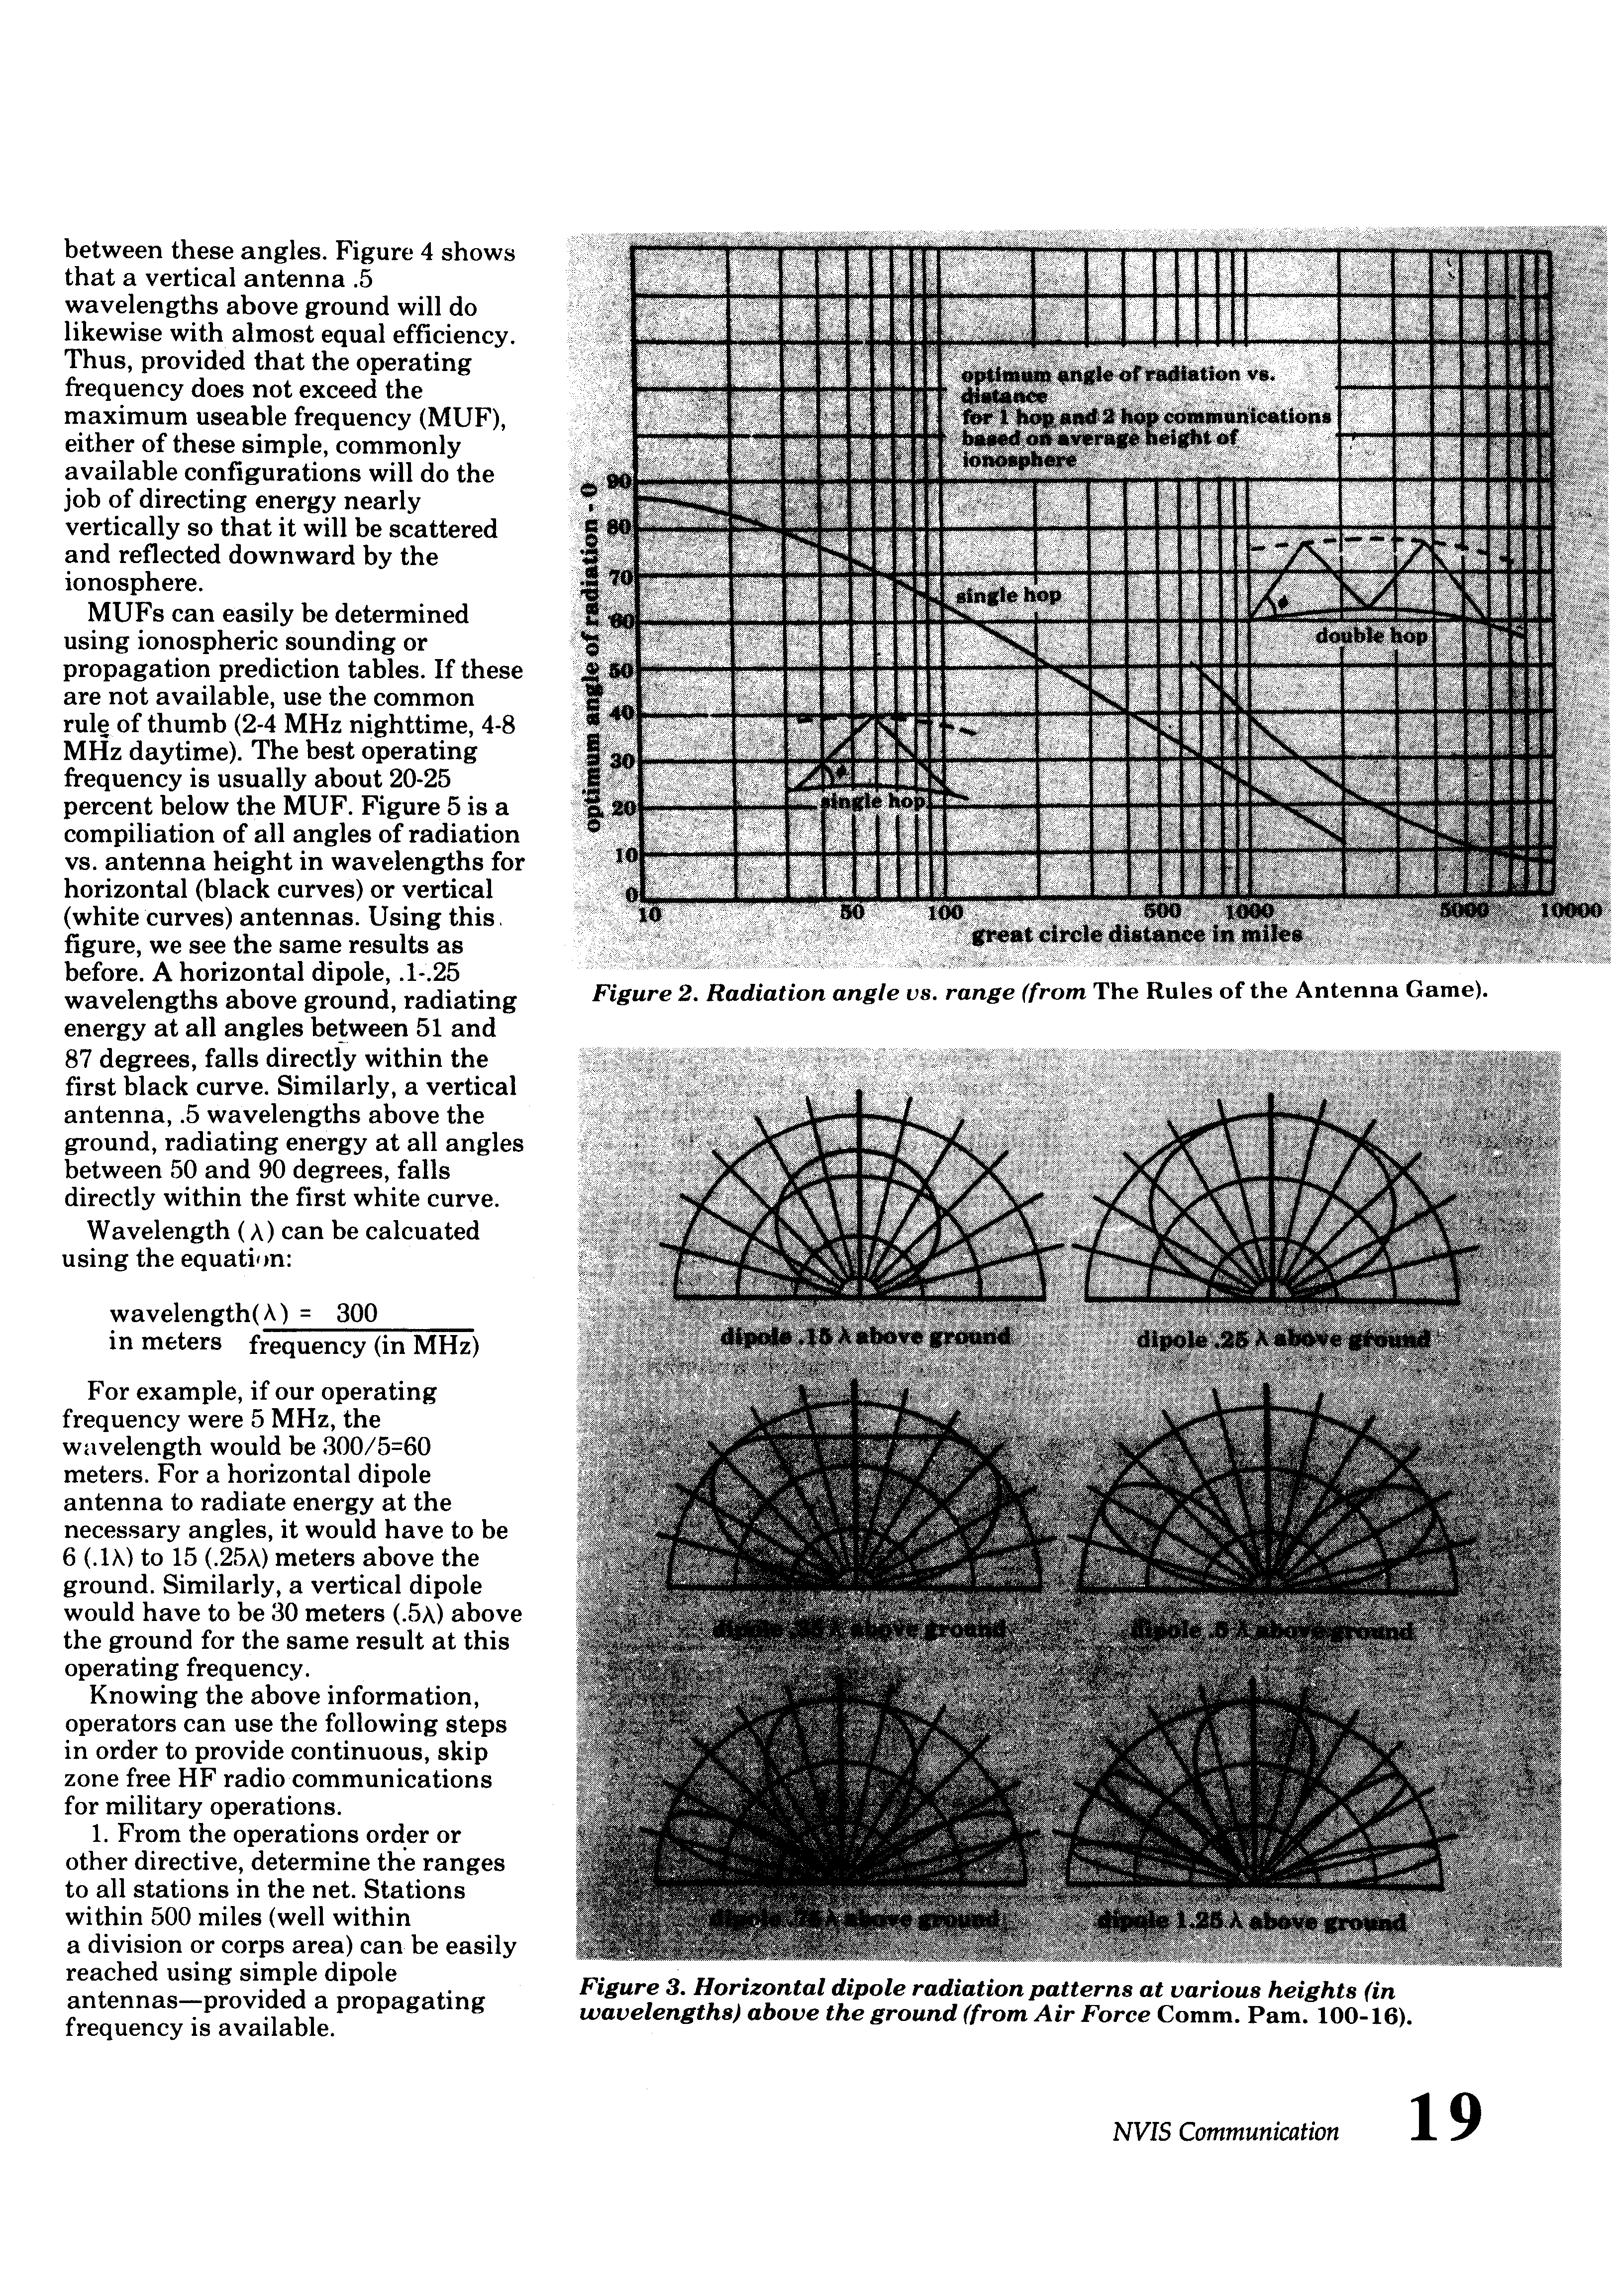 between these angles. Figure 4 shows
that a vertical antenna .5
wavelengths above ground will do
likewise with almost equal efficiency.
Thus, provided that the operating
frequency does not exceed the
maximum useable frequency (MUF),
either of these simple, commonly
available configurations will do the
job of directing energy nearly
vertically so that it will be scattered
and reflected downward by the
ionosphere.
MUFs can easily be determined
using ionospheric sounding or
propagation prediction tables. If these
are not available, use the common
rule of thumb (2-4 MHz nighttime, 4-8
MHz daytime). The best operating
frequency is usually about 20-25
percent below the MUF. Figure 5 is a
compiliation of all angles of radiation
vs. antenna height in wavelengths for
horizontal (black curves) or vertical
(white curves) antennas. Using this
figure, we see the same results as
before. A horizontal dipole, .1-.25
wavelengths above ground, radiating
energy at all angles between 51 and
87 degrees, falls directly within the
first black curve. Similarly, a vertical
antenna, .5 wavelengths above the
ground, radiating energy at all angles
between 50 and 90 degrees, falls
directly within the first white curve.
Wavelength (λ) can be calcuated
using the equation:
wavelength(λ) = 300
in meters frequency (in MHz)
For example, if our operating
frequency were 5 MHz, the
wavelength would be 300/5=60
meters. For a horizontal dipole
antenna to radiate energy at the
necessary angles, it would have to be
6 (.1λ) to 15 (.25λ) meters above the
ground. Similarly, a vertical dipole
would have to be 30 meters (.5λ) above
the ground for the same result at this
operating frequency.
Knowing the above information,
operators can use the following steps
in order to provide continuous, skip
zone free HF radio communications
for military operations.
1. From the operations order or
other directive, determine the ranges
to all stations in the net. Stations
within 500 miles (well within
a division or corps area) can be easily
reached using simple dipole
antennas—provided a propagating
frequency is available.
optimum angle of radiation vs.
distance
for 1 hop and 2 hop communications
based on average height of
ionosphere
optimum angle of radiation - 0
90
80
70
60
50
40
30
20
10
0
single hop
double hop
ϕ
single hop
ϕ
10 50 100 500 1000 5000 10000
great circle distance in miles
Figure 2. Radiation angle vs. range (from The Rules of the Antenna Game).
dipole .15 λ above ground
dipole .25 λ above ground
dipole .35 λ above ground
dipole .5 λ above ground
dipole .75 λ above ground
dipole 1.25 λ above ground
Figure 3. Horizontal dipole radiation patterns at various heights (in
wavelengths) above the ground (from Air Force Comm. Pam. 100-16).
NVIS Communication 19